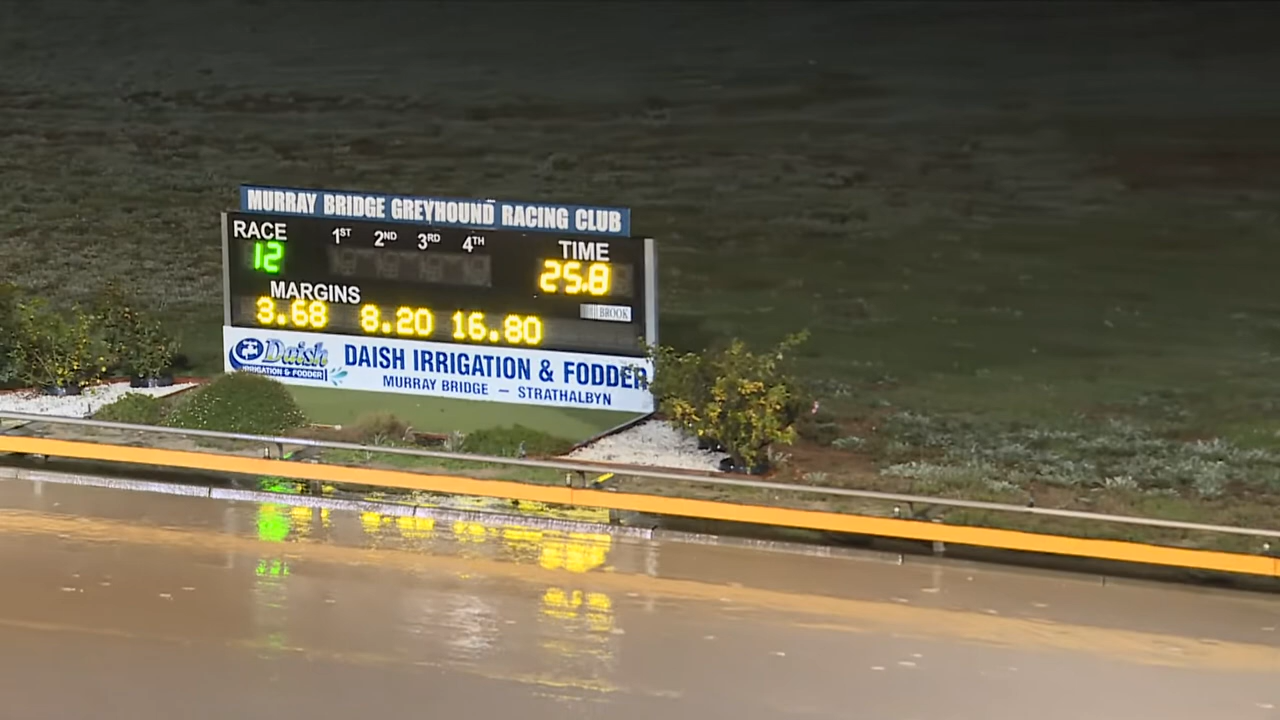 MURRAY BRIDGE GREYHOUND RACING CLUB
RACE 1ST 2ND 3RD 4TH TIME
12 25.8
MARGINS
BROOK
3.68 8.20 16.80
Daish
IRRIGATION & FODDER
DAISH IRRIGATION & FODDER
MURRAY BRIDGE – STRATHALBYN